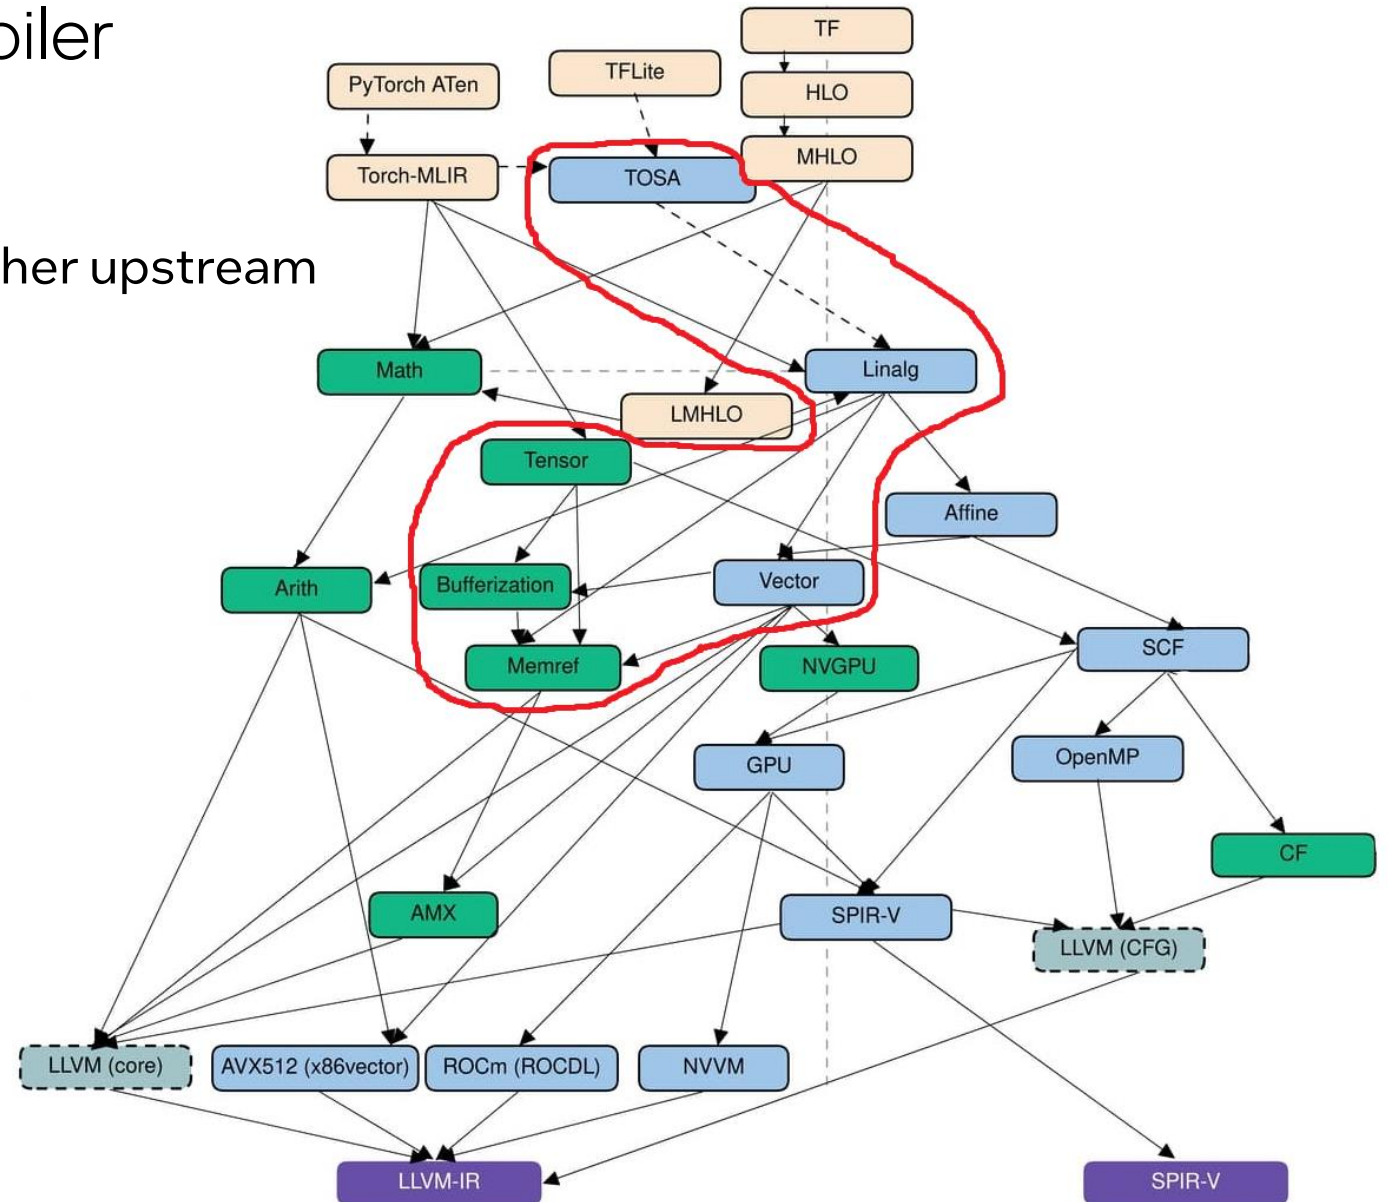 oiler
TF
TFLite
PyTorch ATen
HLO
MHLO
Torch-MLIR
TOSA
her upstream
Math
Linalg
LMHLO
Tensor
Affine
Arith
Bufferization
Vector
Memref
NVGPU
SCF
GPU
OpenMP
CF
AMX
SPIR-V
LLVM (CFG)
LLVM (core)
AVX512 (x86vector)
ROCm (ROCDL)
NVVM
LLVM-IR
SPIR-V